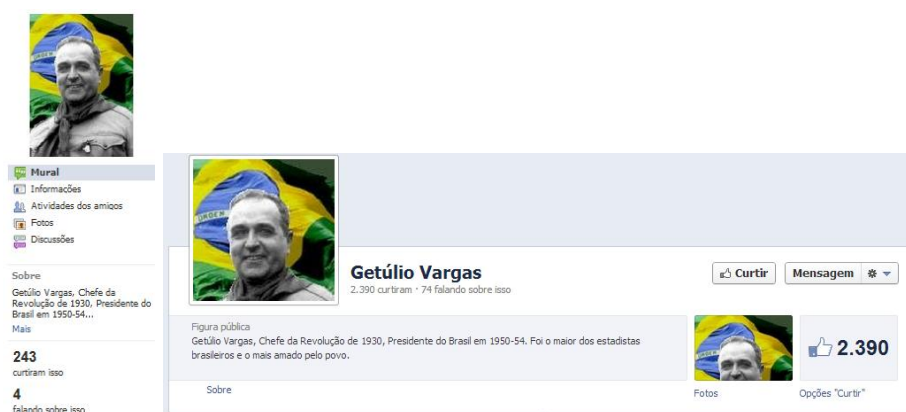 Mural
Informações
Atividades dos amigos
Fotos
Discussões
Sobre
Getúlio Vargas, Chefe da
Revolução de 1930, Presidente do
Brasil em 1950-54...
Mais
243
curtiram isso
4
falando sobre isso
ORDEM
Getúlio Vargas
2.390 curtiram · 74 falando sobre isso
Curtir
Mensagem
Figura pública
Getúlio Vargas, Chefe da Revolução de 1930, Presidente do Brasil em 1950-54. Foi o maior dos estadistas
brasileiros e o mais amado pelo povo.
Sobre
Fotos
2.390
Opções "Curtir"